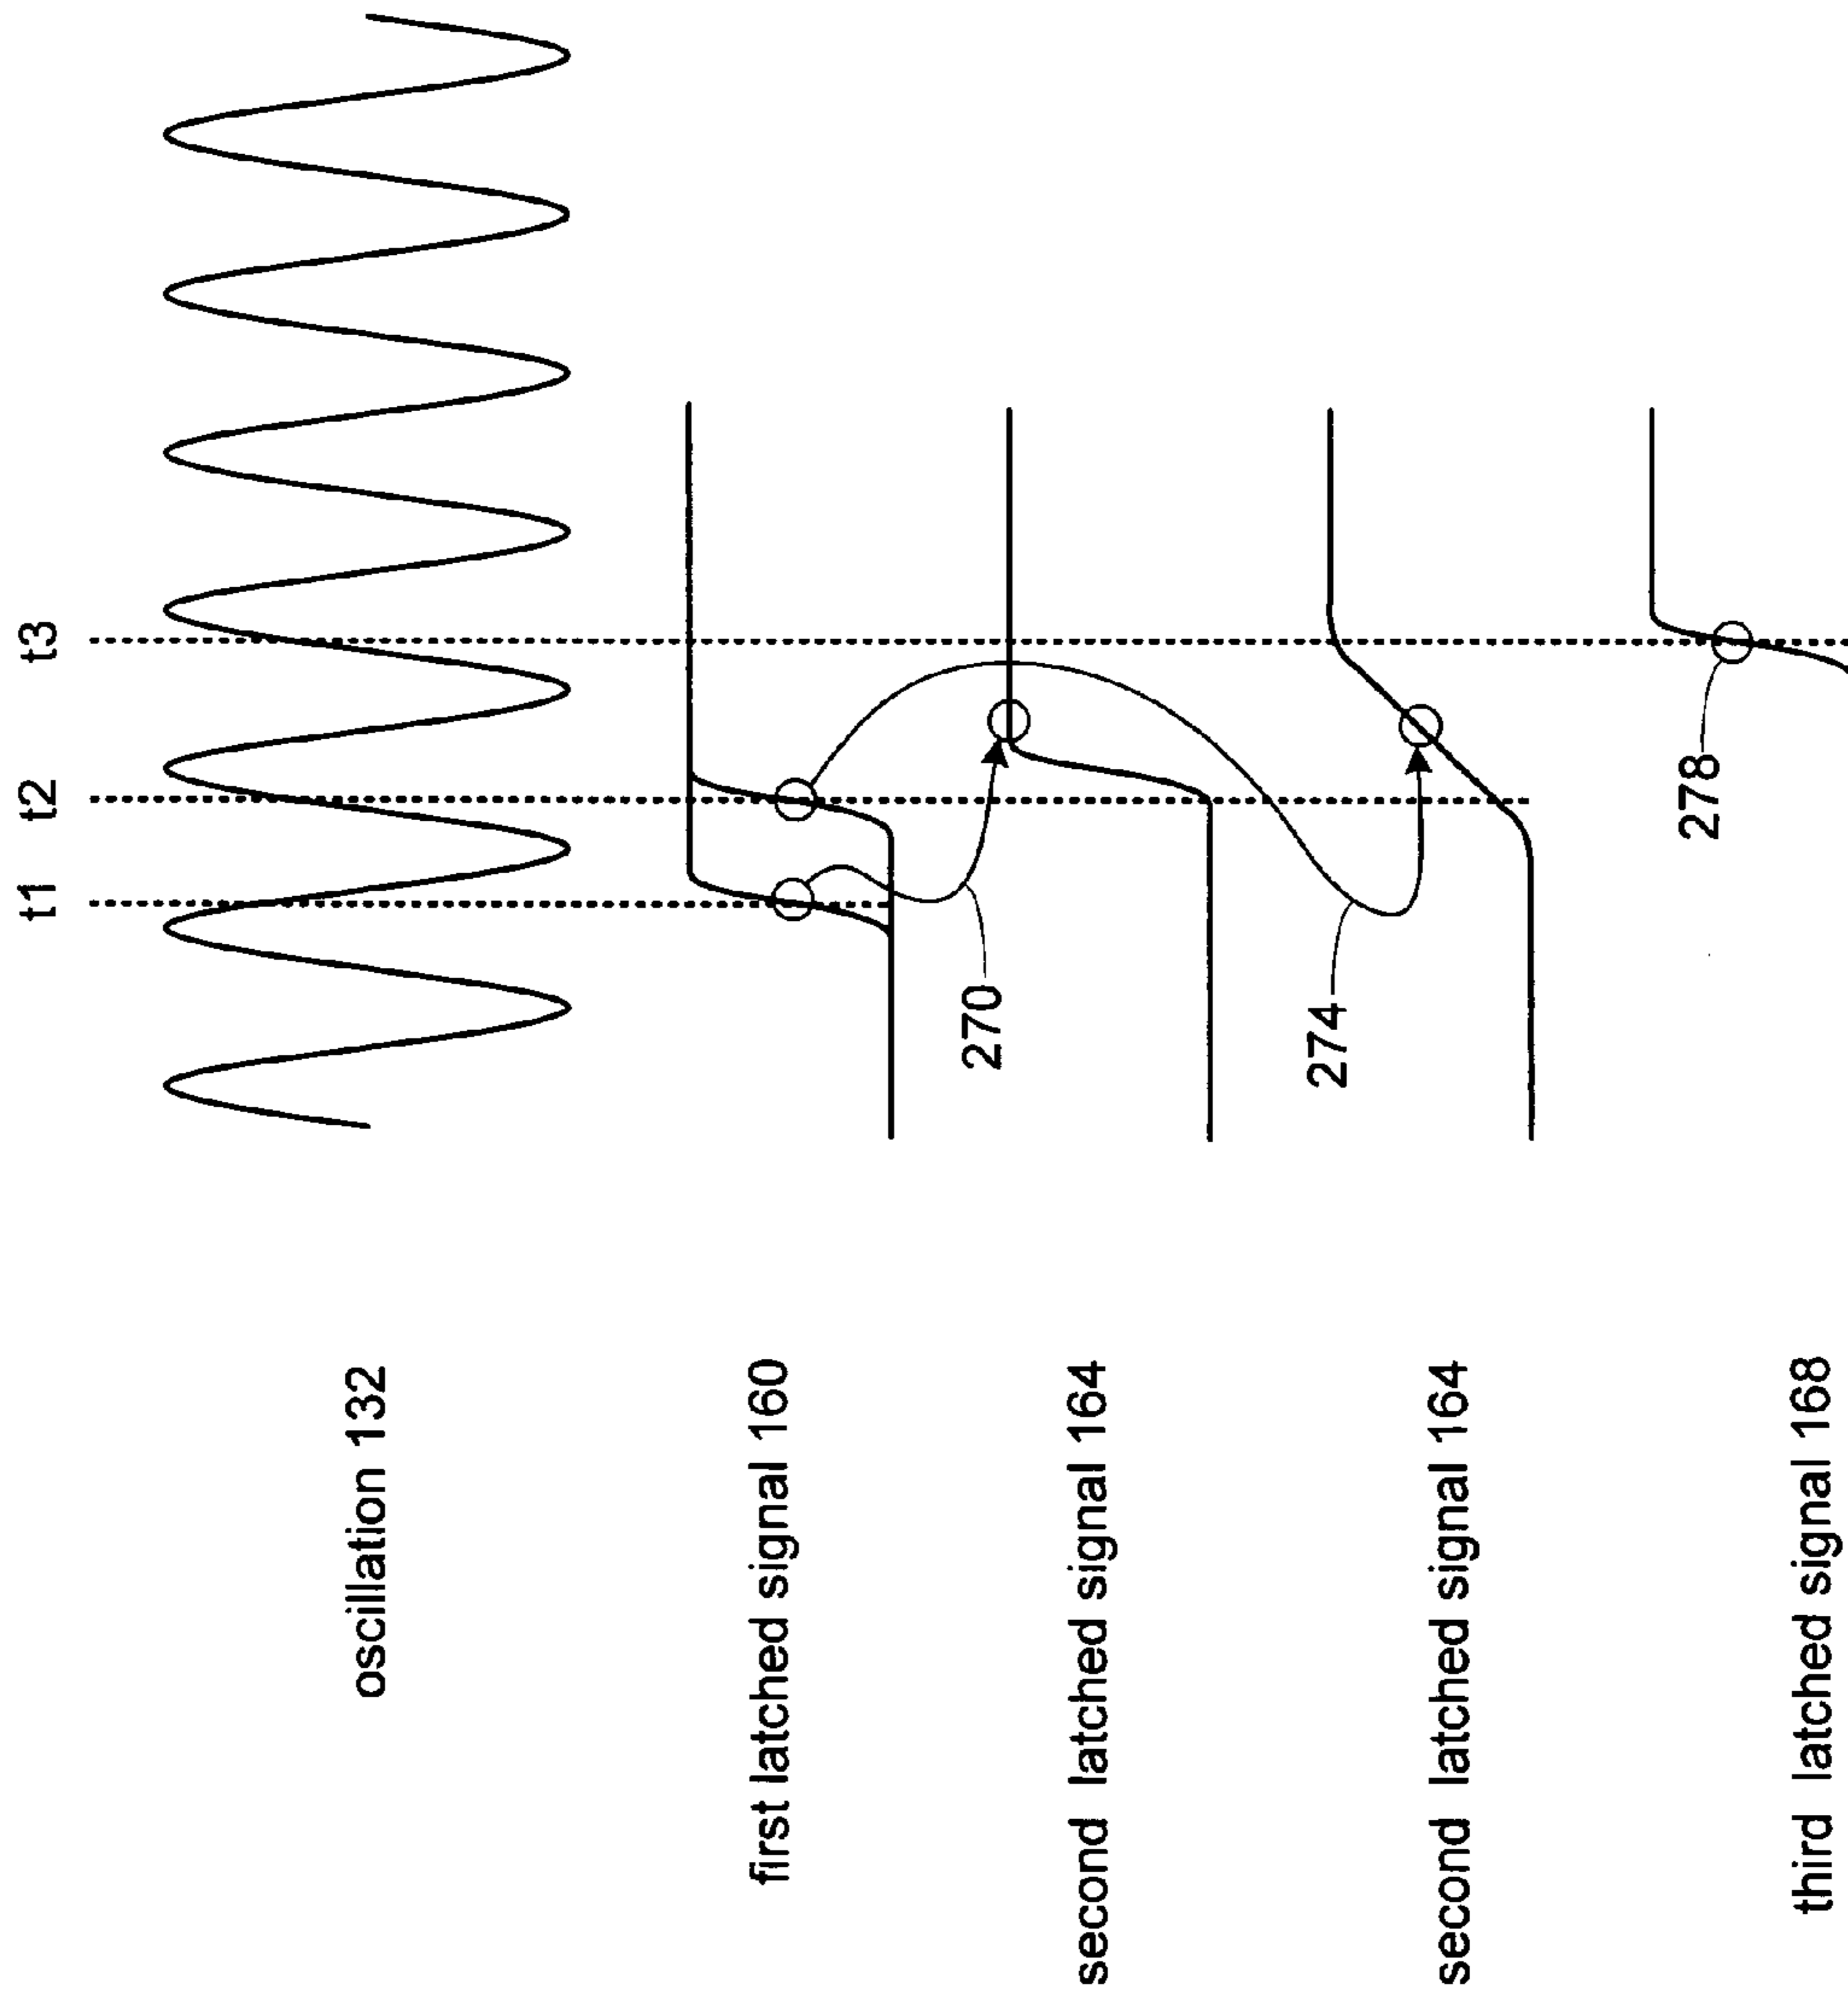 t1 t2 t3
oscillation 132
first latched signal 160
270
second latched signal 164
274
second latched signal 164
278
third latched signal 168